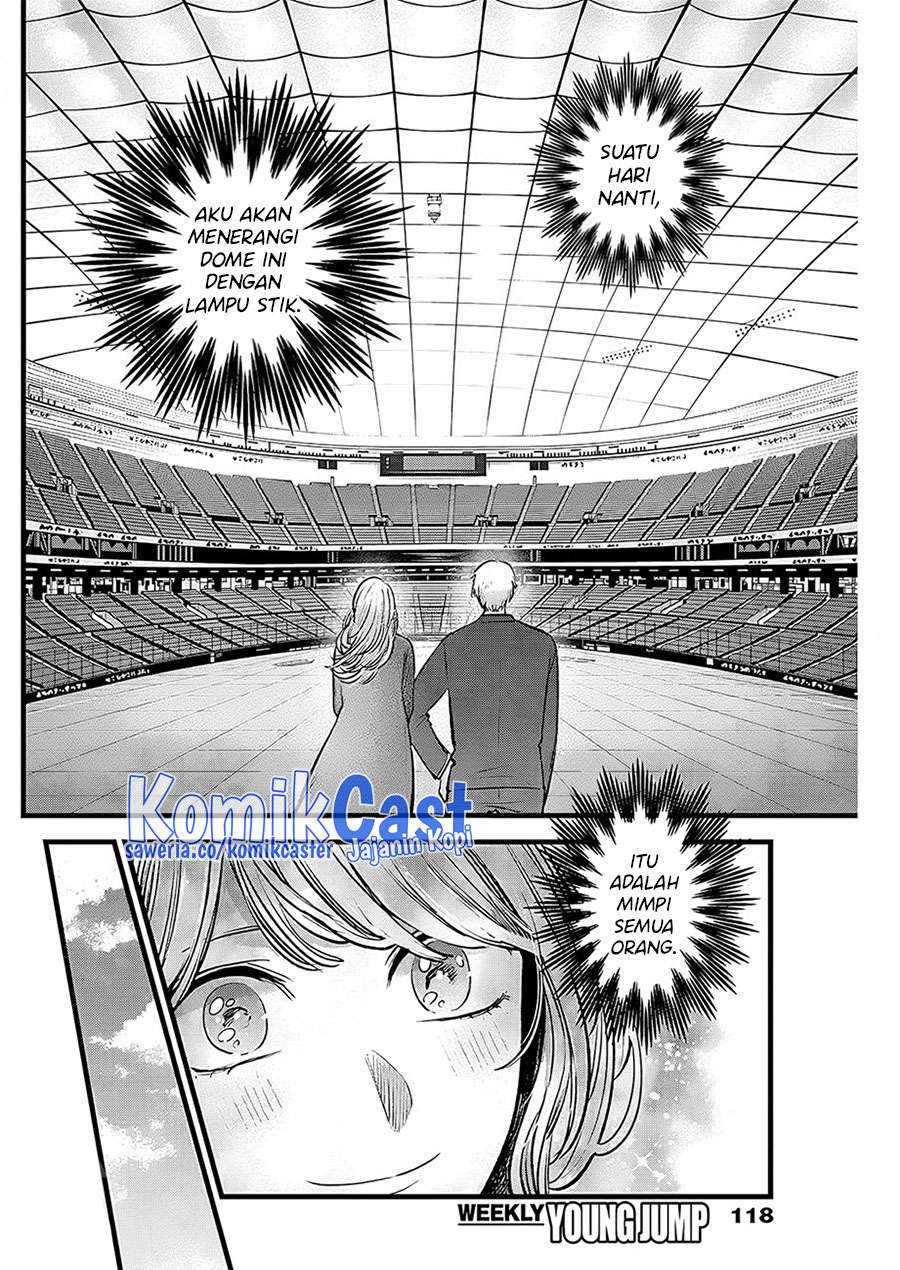 SUATU
HARI
NANTI,
AKU AKAN
MENERANGI
DOME INI
DENGAN
LAMPU STIK.
KomikCast
saweria.co/komikcaster Jajanin Kopi
ITU
ADALAH
MIMPI
SEMUA
ORANG.
WEEKLY YOUNG JUMP 118